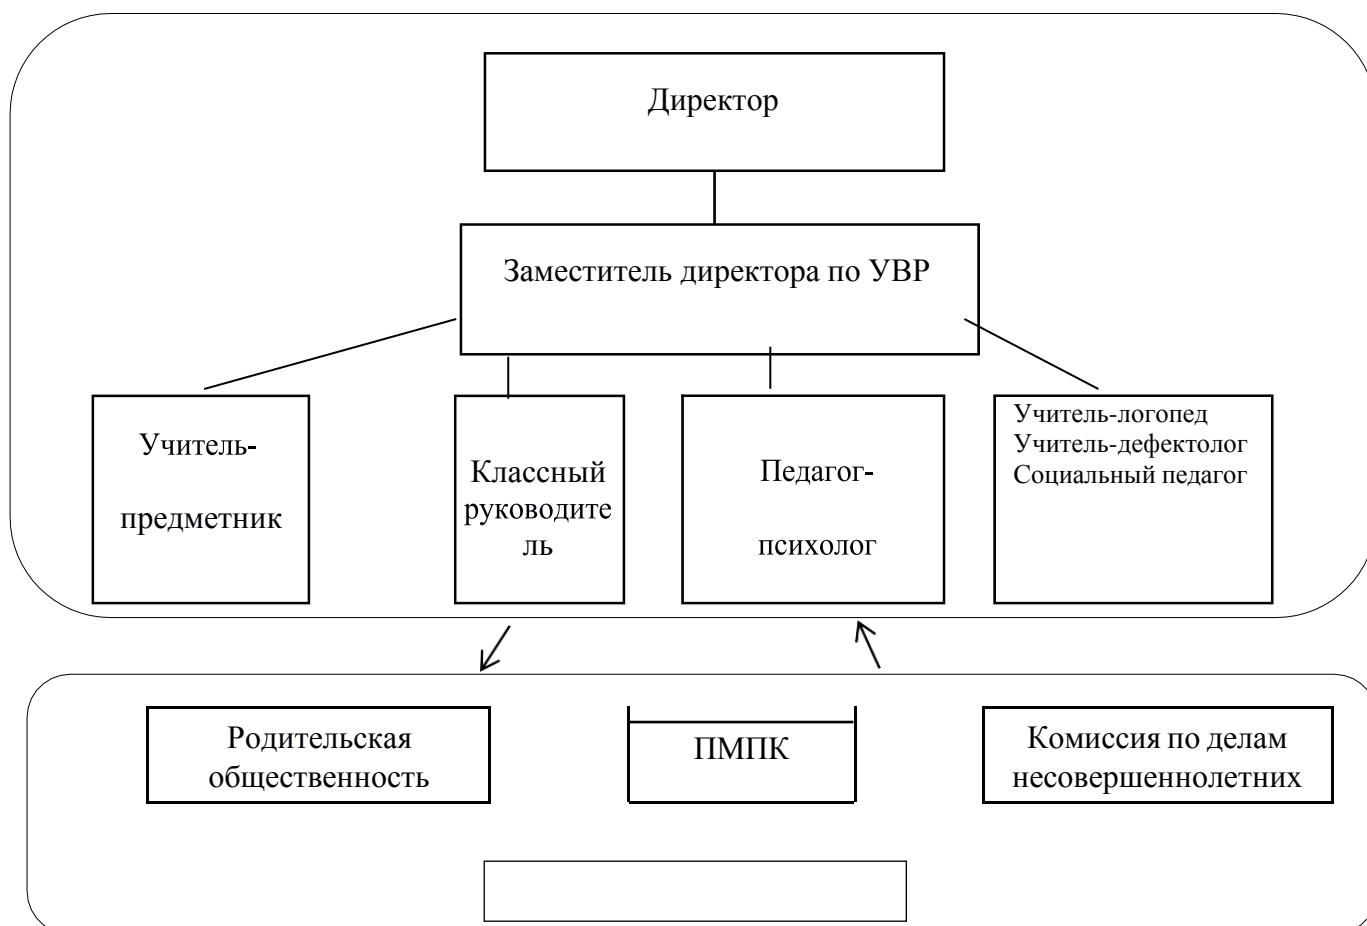 Директор
Заместитель директора по УВР
Учитель-
предметник
Классный
руководите
ль
Педагог-
психолог
Учитель-логопед
Учитель-дефектолог
Социальный педагог
Родительская
общественность
ПМПК
Комиссия по делам
несовершеннолетних